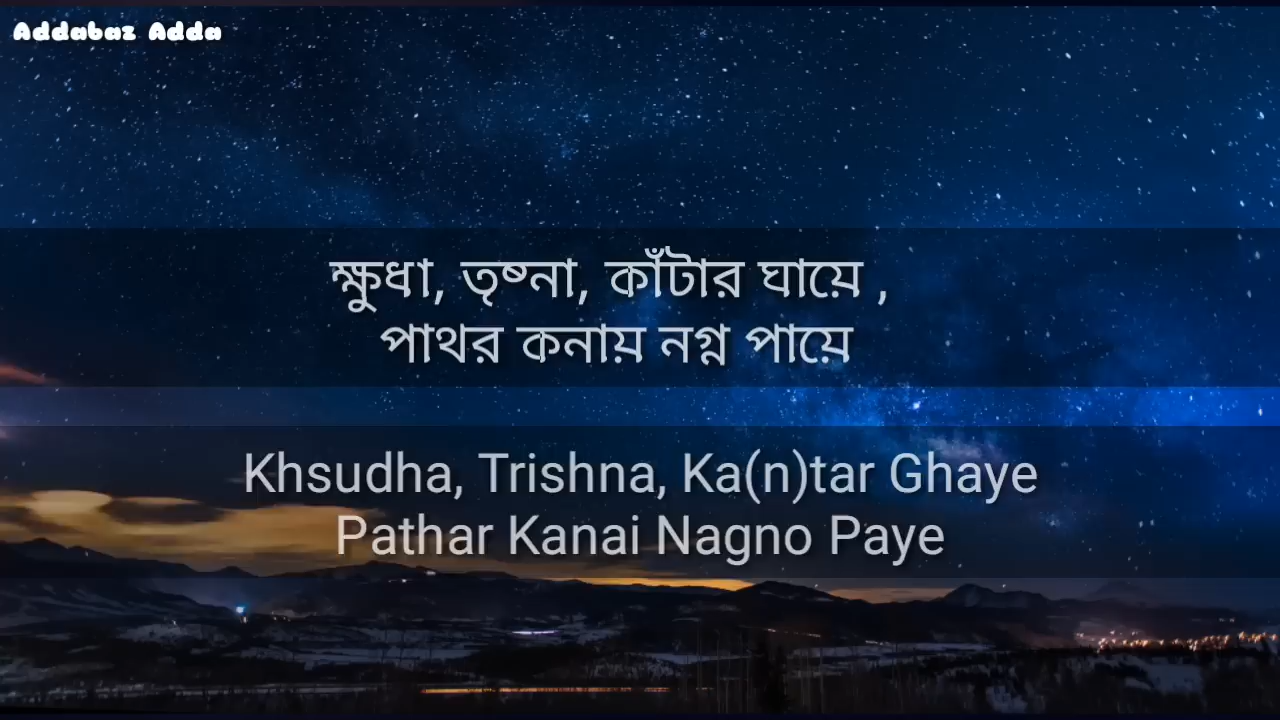 Addabaz Adda
ক্ষুধা, তৃষ্না, কাঁটার ঘায়ে ,
পাথর কনায় নগ্ন পায়ে
Khsudha, Trishna, Ka(n)tar Ghaye
Pathar Kanai Nagno Paye